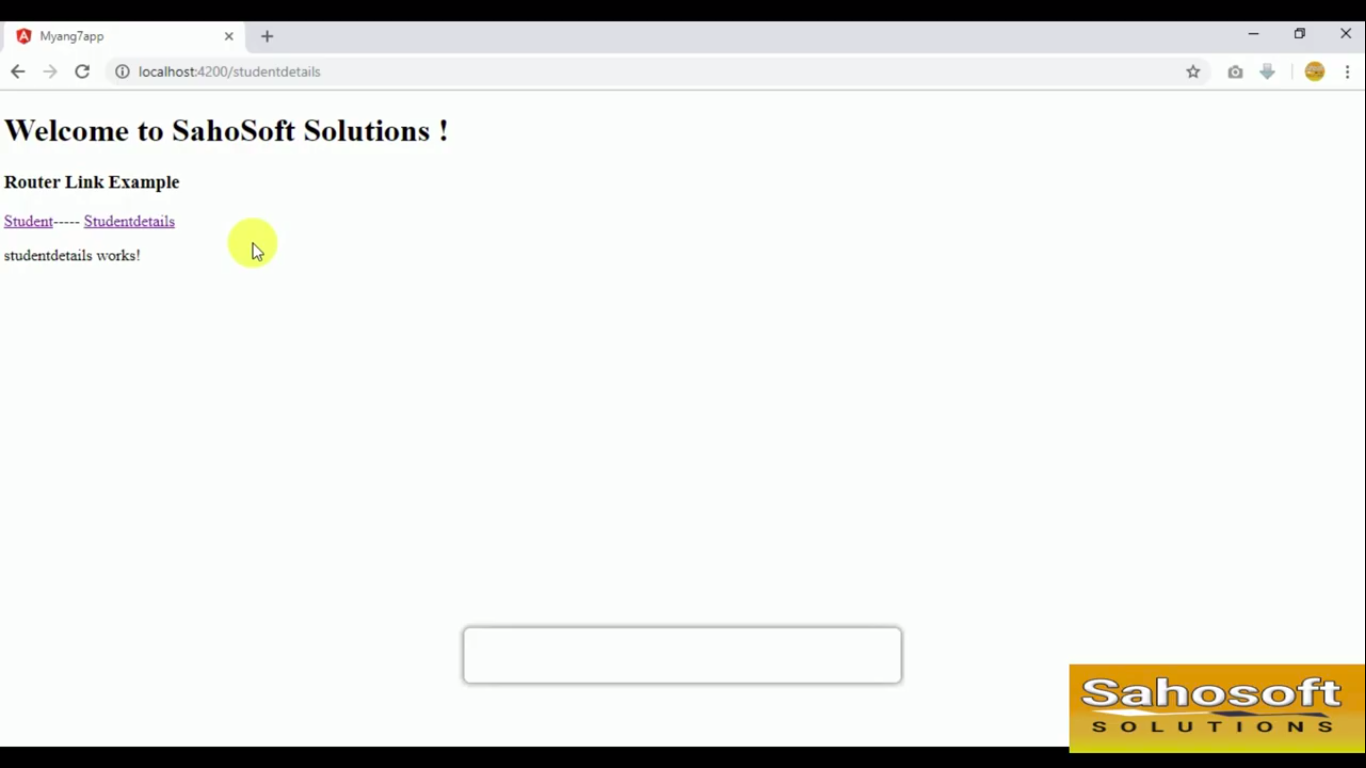 Myang7app
localhost:4200/studentdetails
Welcome to SahoSoft Solutions !
Router Link Example
Student----- Studentdetails
studentdetails works!
Sahosoft
SOLUTIONS